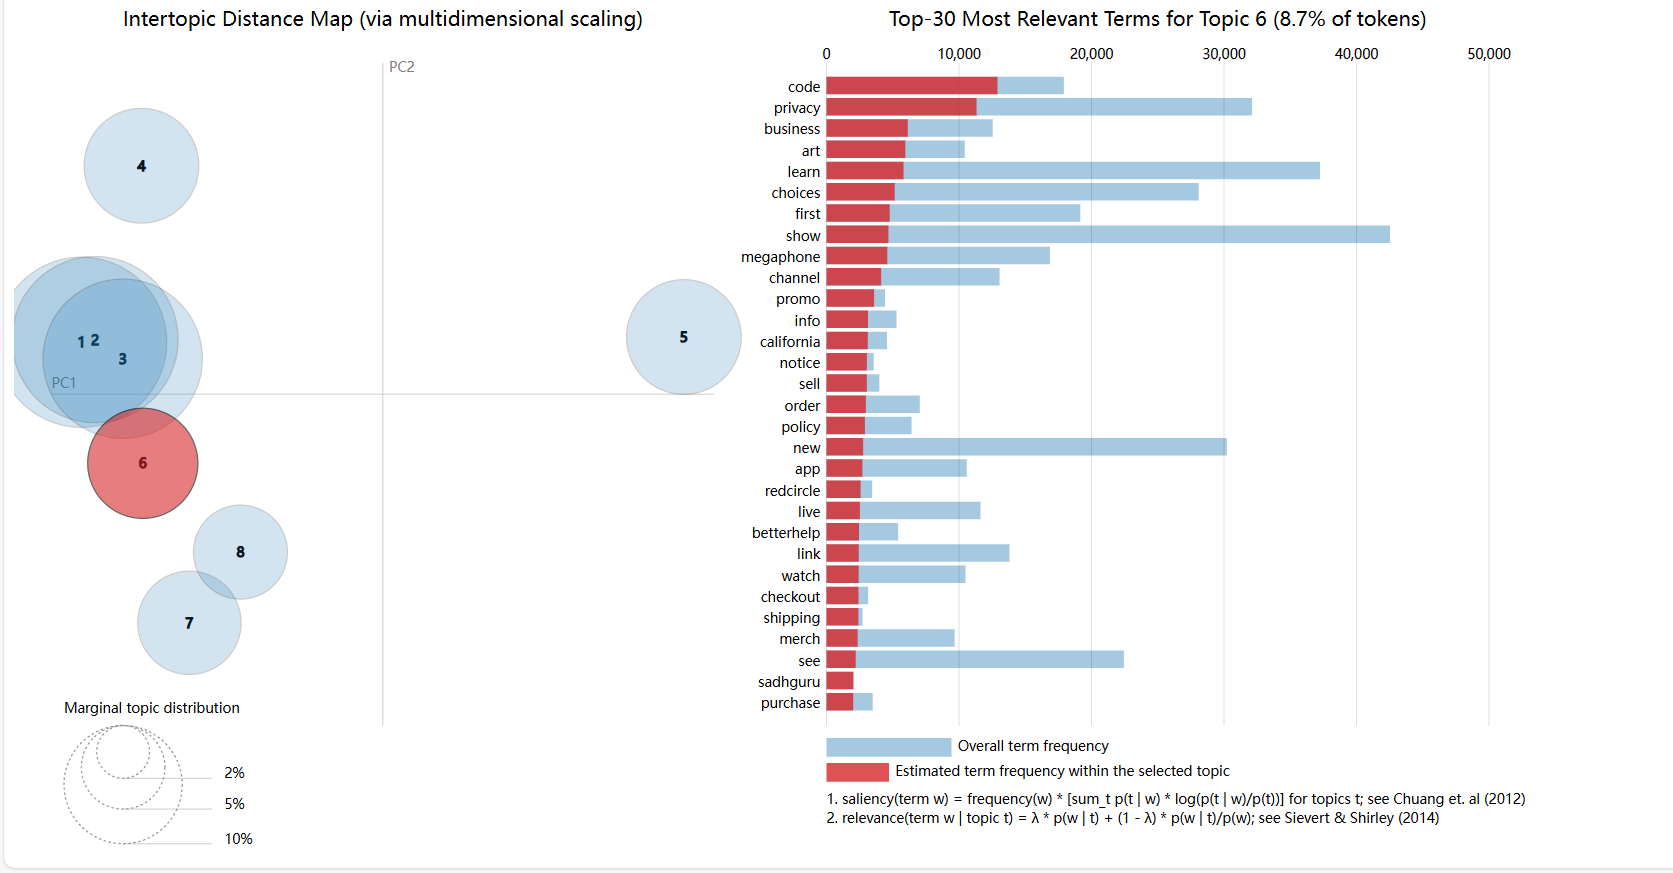 Intertopic Distance Map (via multidimensional scaling)
PC2
4
1
2
3
PC1
5
6
8
7
Marginal topic distribution
2%
5%
10%
Top-30 Most Relevant Terms for Topic 6 (8.7% of tokens)
0 10,000 20,000 30,000 40,000 50,000
code
privacy
business
art
learn
choices
first
show
megaphone
channel
promo
info
california
notice
sell
order
policy
new
app
redcircle
live
betterhelp
link
watch
checkout
shipping
merch
see
sadhguru
purchase
Overall term frequency
Estimated term frequency within the selected topic
1. saliency(term w) = frequency(w) * [sum_t p(t | w) * log(p(t | w)/p(t))] for topics t; see Chuang et. al (2012)
2. relevance(term w | topic t) = λ * p(w | t) + (1 - λ) * p(w | t)/p(w); see Sievert & Shirley (2014)